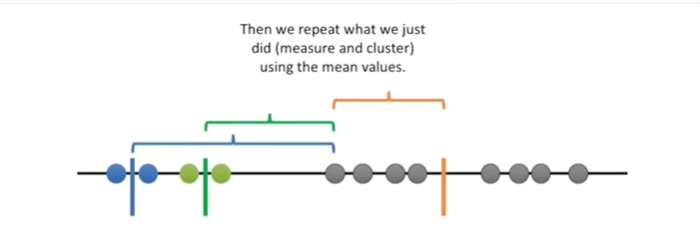 Then we repeat what we just
did (measure and cluster)
using the mean values.